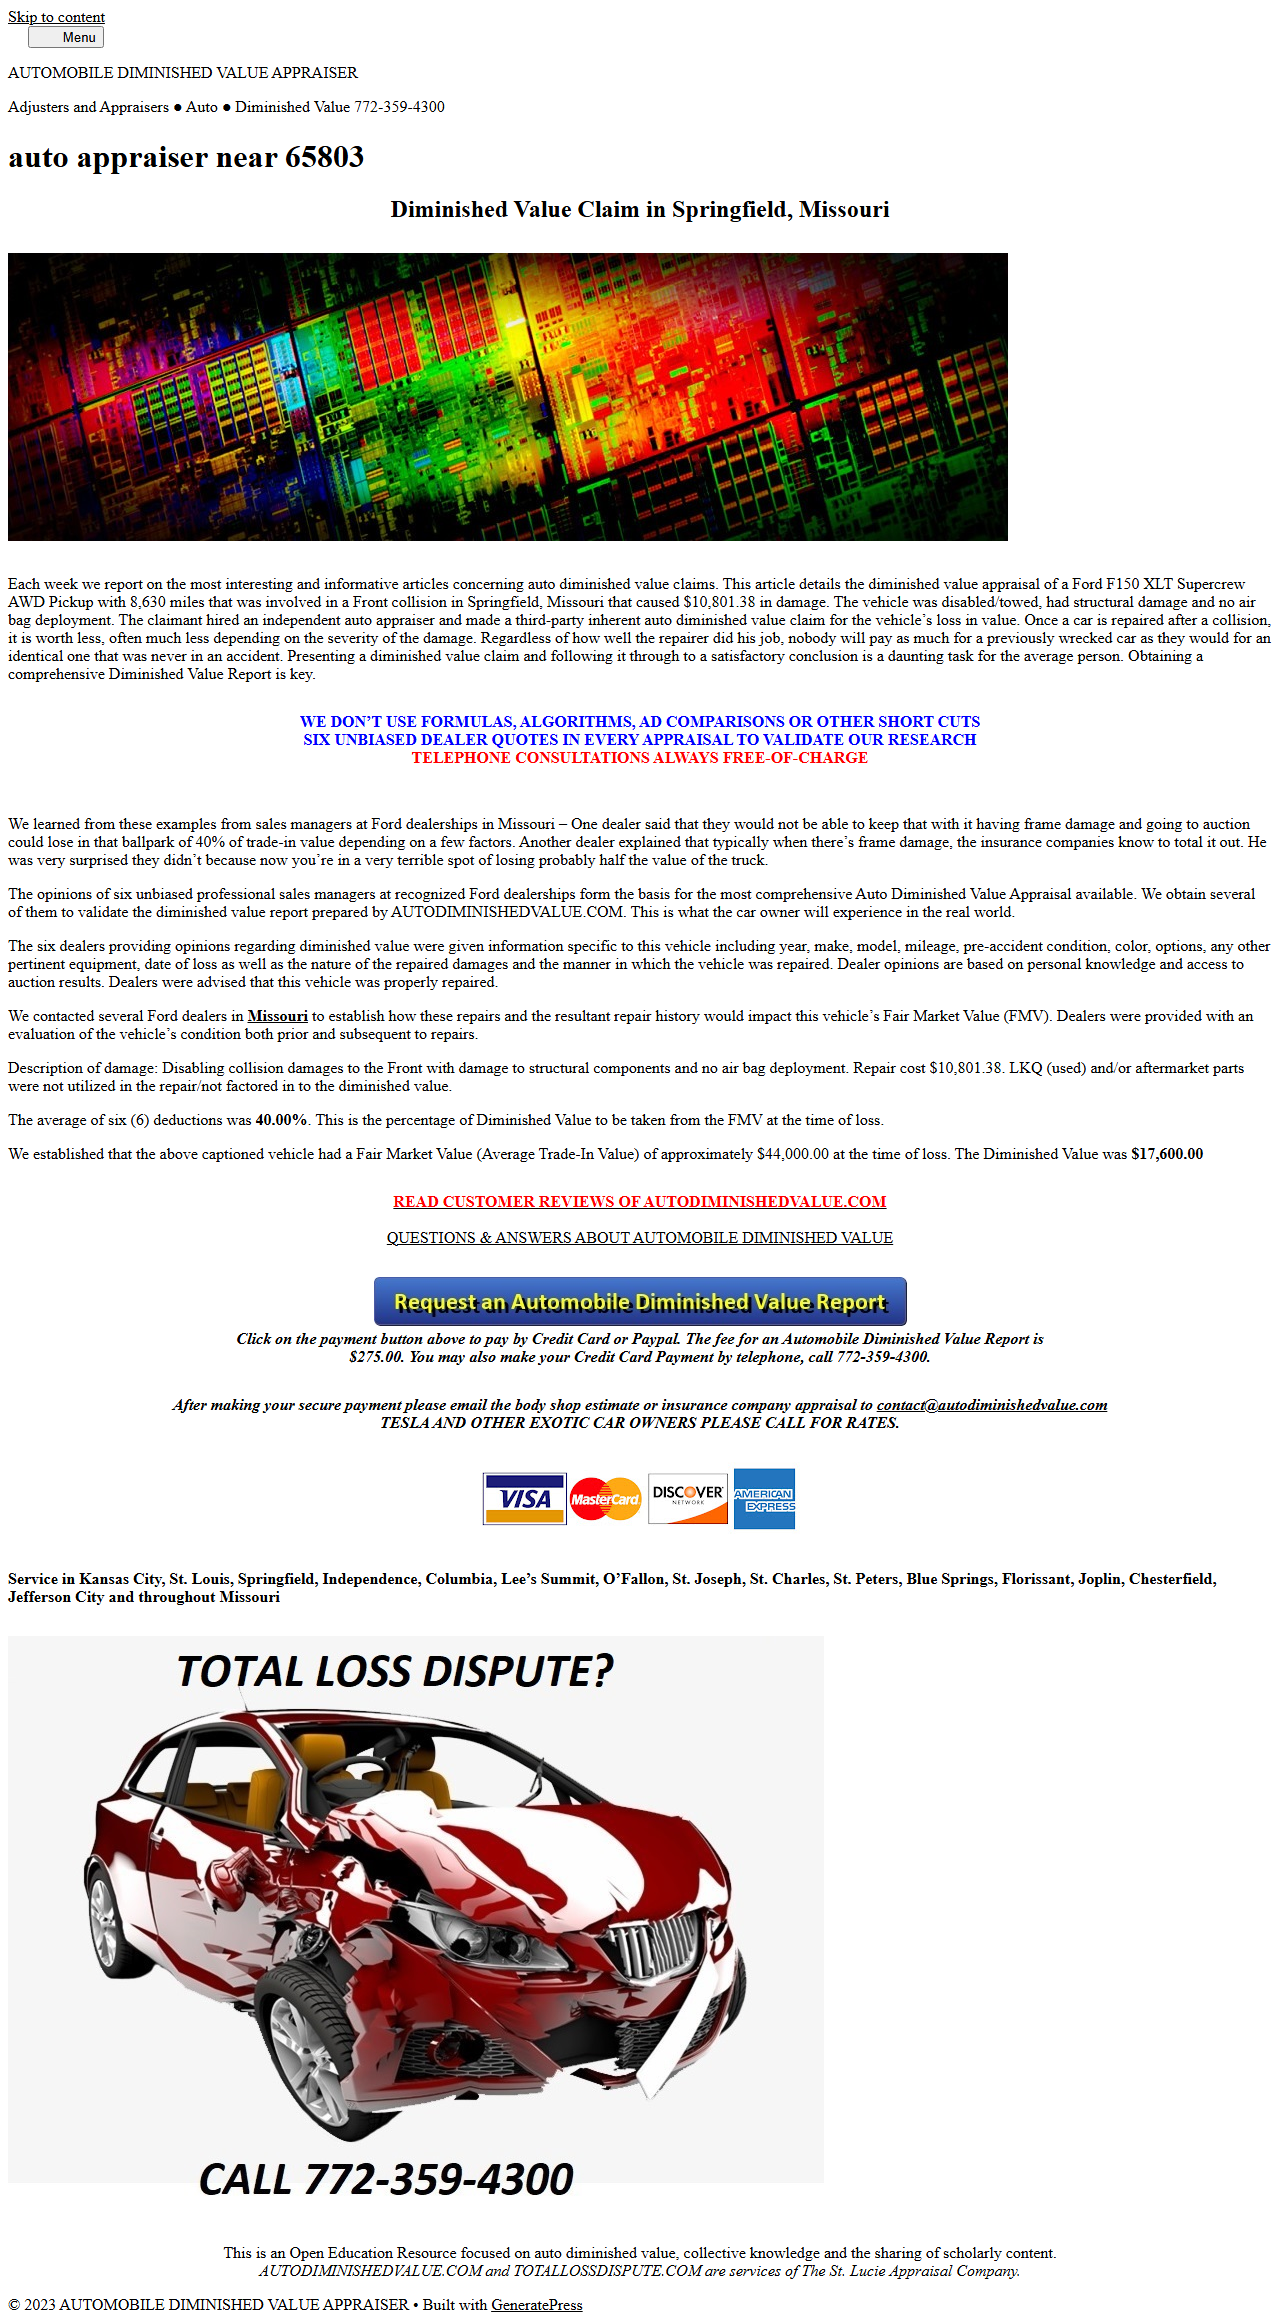 Skip to content
Menu
AUTOMOBILE DIMINISHED VALUE APPRAISER
Adjusters and Appraisers ● Auto ● Diminished Value 772-359-4300
auto appraiser near 65803
Diminished Value Claim in Springfield, Missouri
Each week we report on the most interesting and informative articles concerning auto diminished value claims. This article details the diminished value appraisal of a Ford F150 XLT Supercrew
AWD Pickup with 8,630 miles that was involved in a Front collision in Springfield, Missouri that caused $10,801.38 in damage. The vehicle was disabled/towed, had structural damage and no air
bag deployment. The claimant hired an independent auto appraiser and made a third-party inherent auto diminished value claim for the vehicle’s loss in value. Once a car is repaired after a collision,
it is worth less, often much less depending on the severity of the damage. Regardless of how well the repairer did his job, nobody will pay as much for a previously wrecked car as they would for an
identical one that was never in an accident. Presenting a diminished value claim and following it through to a satisfactory conclusion is a daunting task for the average person. Obtaining a
comprehensive Diminished Value Report is key.
WE DON’T USE FORMULAS, ALGORITHMS, AD COMPARISONS OR OTHER SHORT CUTS
SIX UNBIASED DEALER QUOTES IN EVERY APPRAISAL TO VALIDATE OUR RESEARCH
TELEPHONE CONSULTATIONS ALWAYS FREE-OF-CHARGE
We learned from these examples from sales managers at Ford dealerships in Missouri – One dealer said that they would not be able to keep that with it having frame damage and going to auction
could lose in that ballpark of 40% of trade-in value depending on a few factors. Another dealer explained that typically when there’s frame damage, the insurance companies know to total it out. He
was very surprised they didn’t because now you’re in a very terrible spot of losing probably half the value of the truck.
The opinions of six unbiased professional sales managers at recognized Ford dealerships form the basis for the most comprehensive Auto Diminished Value Appraisal available. We obtain several
of them to validate the diminished value report prepared by AUTODIMINISHEDVALUE.COM. This is what the car owner will experience in the real world.
The six dealers providing opinions regarding diminished value were given information specific to this vehicle including year, make, model, mileage, pre-accident condition, color, options, any other
pertinent equipment, date of loss as well as the nature of the repaired damages and the manner in which the vehicle was repaired. Dealer opinions are based on personal knowledge and access to
auction results. Dealers were advised that this vehicle was properly repaired.
We contacted several Ford dealers in Missouri to establish how these repairs and the resultant repair history would impact this vehicle’s Fair Market Value (FMV). Dealers were provided with an
evaluation of the vehicle’s condition both prior and subsequent to repairs.
Description of damage: Disabling collision damages to the Front with damage to structural components and no air bag deployment. Repair cost $10,801.38. LKQ (used) and/or aftermarket parts
were not utilized in the repair/not factored in to the diminished value.
The average of six (6) deductions was 40.00%. This is the percentage of Diminished Value to be taken from the FMV at the time of loss.
We established that the above captioned vehicle had a Fair Market Value (Average Trade-In Value) of approximately $44,000.00 at the time of loss. The Diminished Value was $17,600.00
READ CUSTOMER REVIEWS OF AUTODIMINISHEDVALUE.COM
QUESTIONS & ANSWERS ABOUT AUTOMOBILE DIMINISHED VALUE
Request an Automobile Diminished Value Report
Click on the payment button above to pay by Credit Card or Paypal. The fee for an Automobile Diminished Value Report is
$275.00. You may also make your Credit Card Payment by telephone, call 772-359-4300.
After making your secure payment please email the body shop estimate or insurance company appraisal to contact@autodiminishedvalue.com
TESLA AND OTHER EXOTIC CAR OWNERS PLEASE CALL FOR RATES.
VISA MasterCard DISCOVER NETWORK AMERICAN EXPRESS
Service in Kansas City, St. Louis, Springfield, Independence, Columbia, Lee’s Summit, O’Fallon, St. Joseph, St. Charles, St. Peters, Blue Springs, Florissant, Joplin, Chesterfield,
Jefferson City and throughout Missouri
TOTAL LOSS DISPUTE?
CALL 772-359-4300
This is an Open Education Resource focused on auto diminished value, collective knowledge and the sharing of scholarly content.
AUTODIMINISHEDVALUE.COM and TOTALLOSSDISPUTE.COM are services of The St. Lucie Appraisal Company.
© 2023 AUTOMOBILE DIMINISHED VALUE APPRAISER • Built with GeneratePress